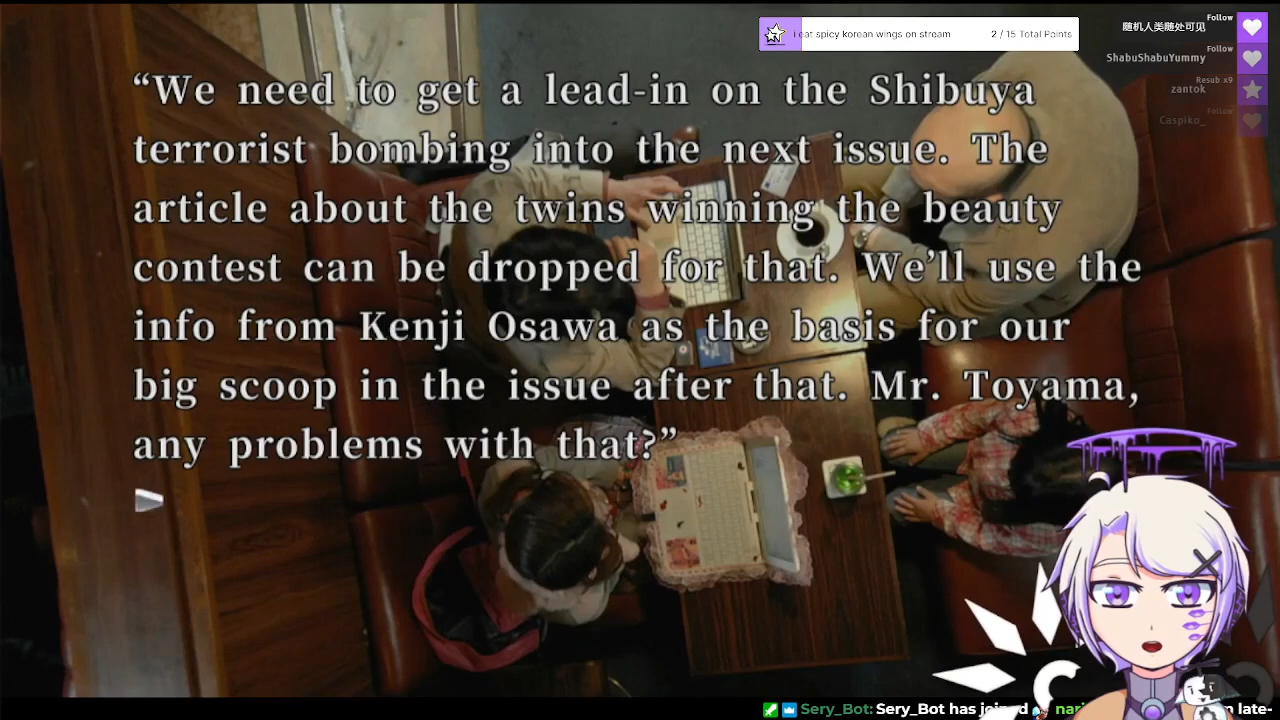 i eat spicy korean wings on stream
2 / 15 Total Points
Follow
随机人类随处可见
Follow
ShabuShabuYummy
Resub x9
zantok
Follow
Caspiko_
“We need to get a lead-in on the Shibuya
terrorist bombing into the next issue. The
article about the twins winning the beauty
contest can be dropped for that. We’ll use the
info from Kenji Osawa as the basis for our
big scoop in the issue after that. Mr. Toyama,
any problems with that?”
Sery_Bot: Sery_Bot has joined
late-